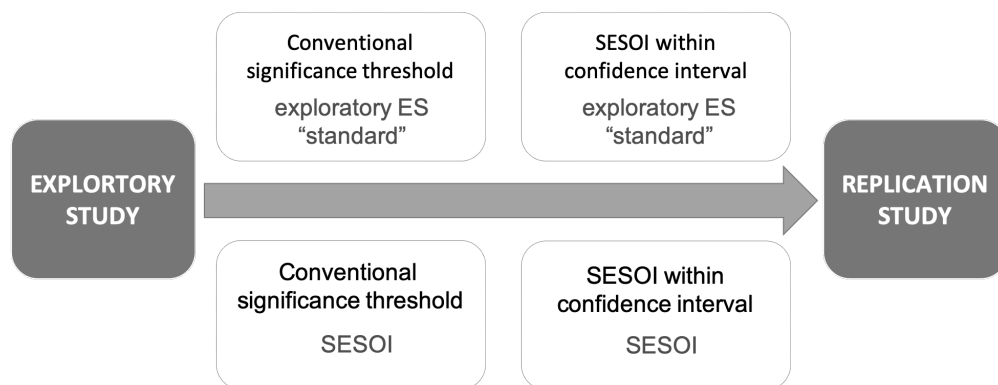 Conventional
significance threshold
exploratory ES
“standard”
SESOI within
confidence interval
exploratory ES
“standard”
EXPLORTORY
STUDY
REPLICATION
STUDY
Conventional
significance threshold
SESOI
SESOI within
confidence interval
SESOI